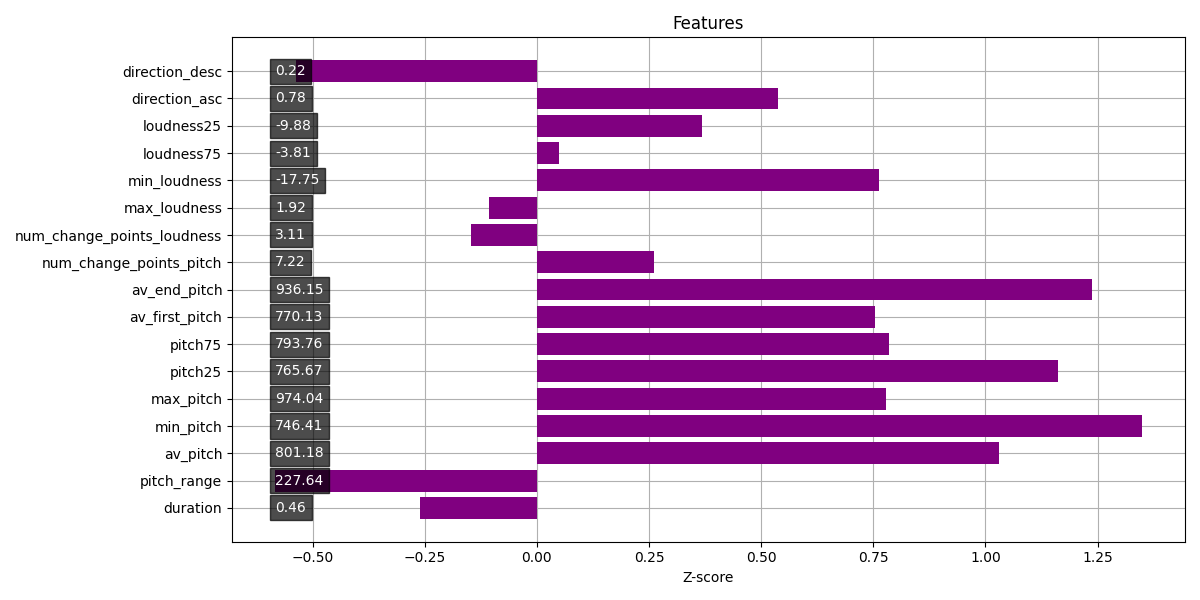 Features
direction_desc 0.22
direction_asc 0.78
loudness25 -9.88
loudness75 -3.81
min_loudness -17.75
max_loudness 1.92
num_change_points_loudness 3.11
num_change_points_pitch 7.22
av_end_pitch 936.15
av_first_pitch 770.13
pitch75 793.76
pitch25 765.67
max_pitch 974.04
min_pitch 746.41
av_pitch 801.18
pitch_range 227.64
duration 0.46
−0.50 −0.25 0.00 0.25 0.50 0.75 1.00 1.25
Z-score